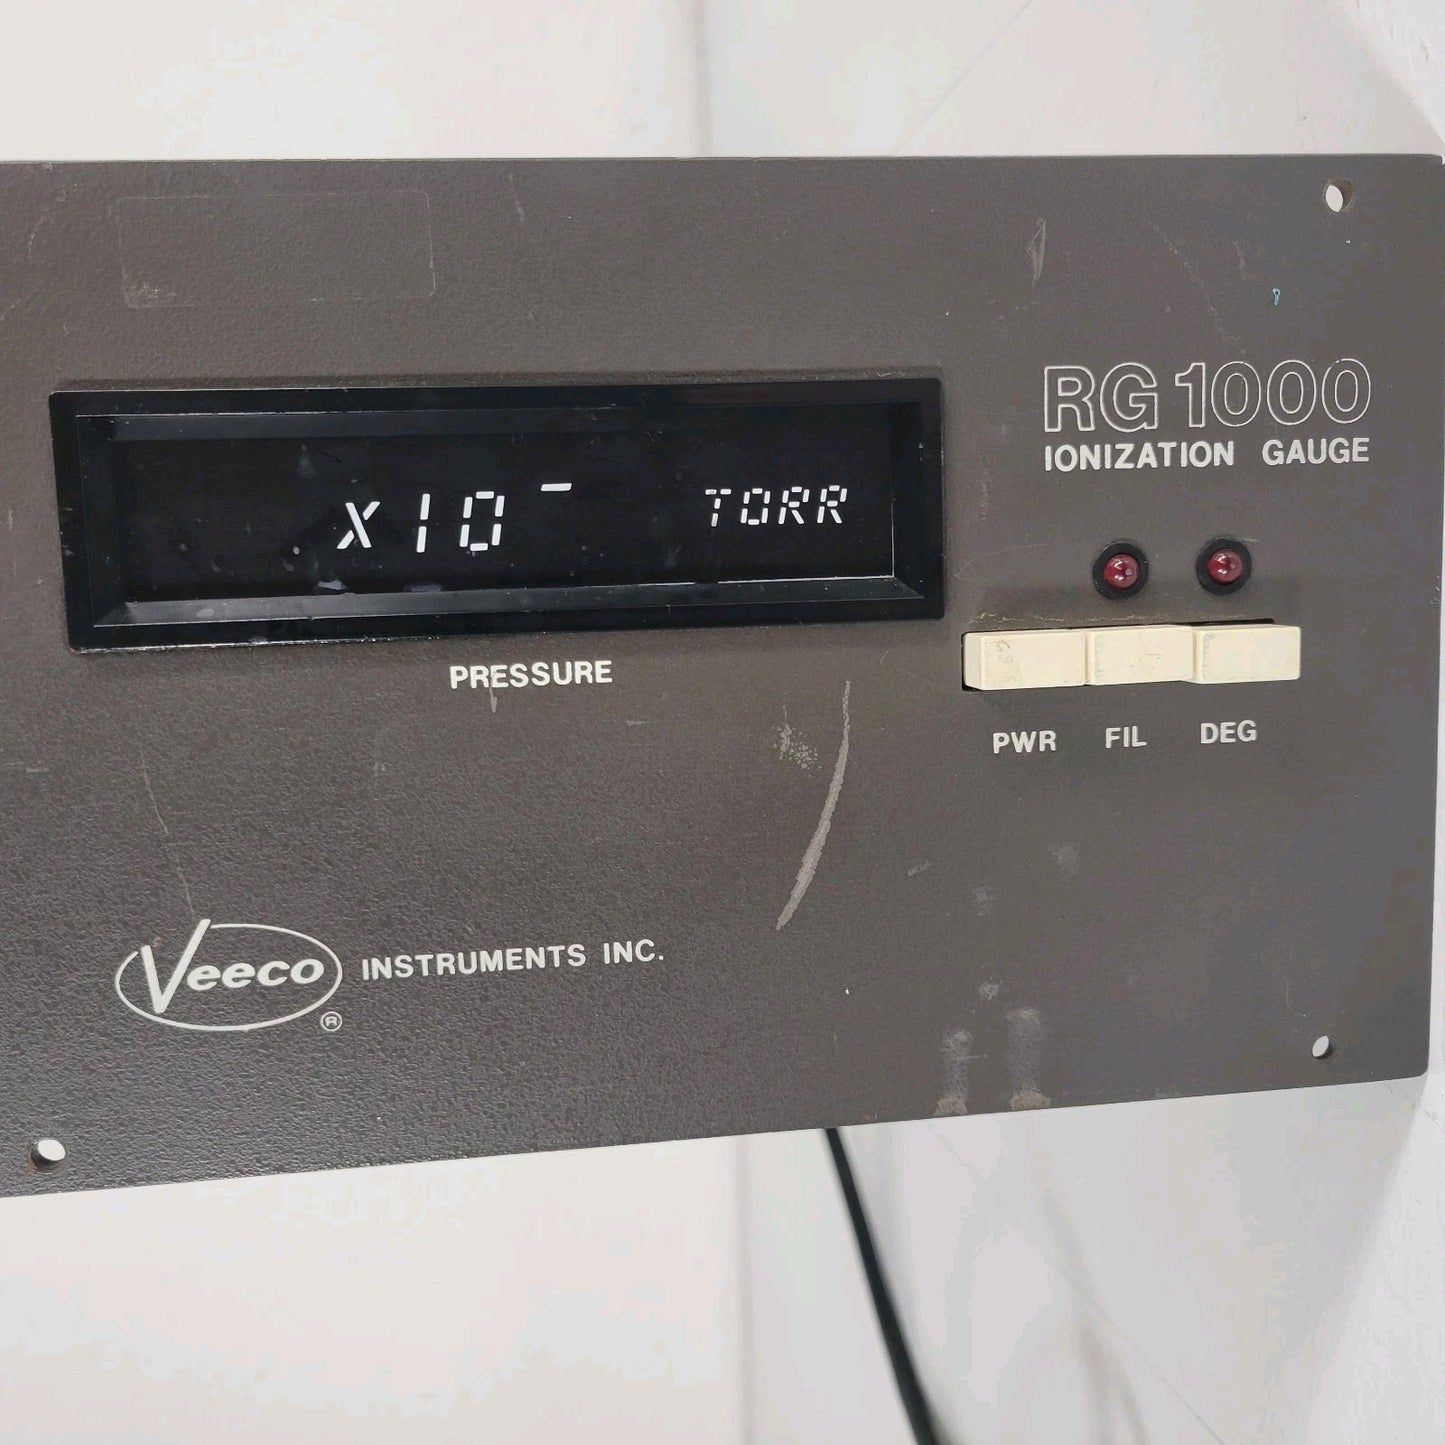 RG 1000
IONIZATION GAUGE
X10 - TORR
PRESSURE
PWR FIL DEG
Veeco ® INSTRUMENTS INC.